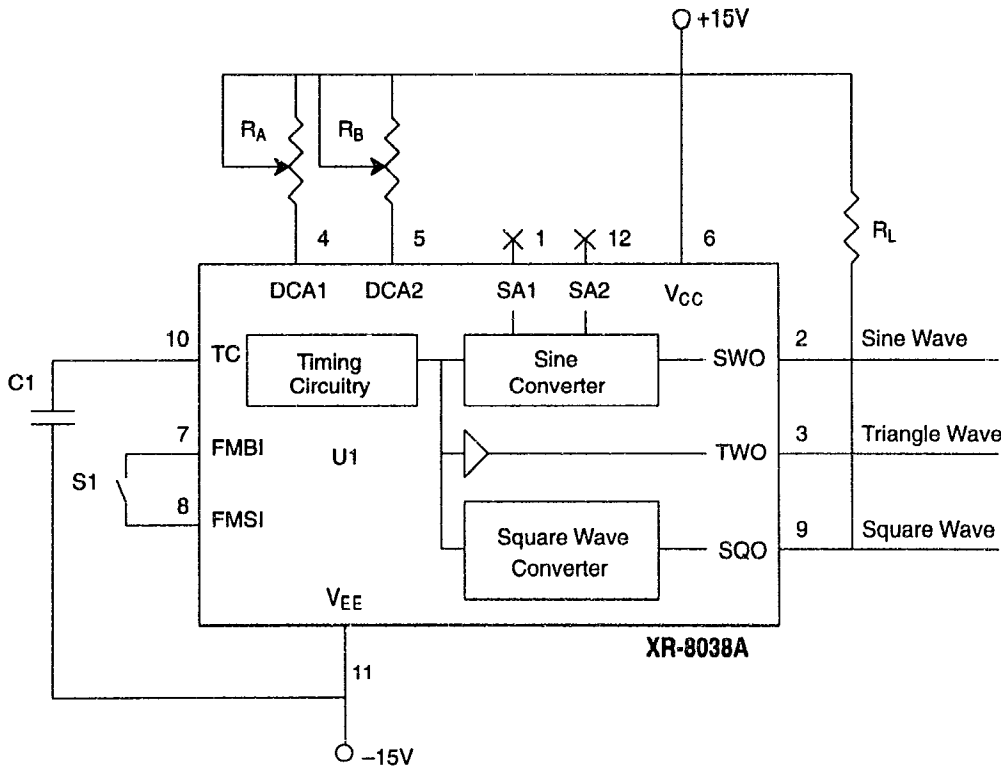 +15V
R_A
R_B
R_L
4
5
1
12
6
DCA1
DCA2
SA1
SA2
V_CC
10
TC
Timing
Circuitry
Sine
Converter
SWO
2
Sine Wave
C1
7
FMBI
U1
TWO
3
Triangle Wave
S1
8
FMSI
Square Wave
Converter
SQO
9
Square Wave
V_EE
XR-8038A
11
–15V